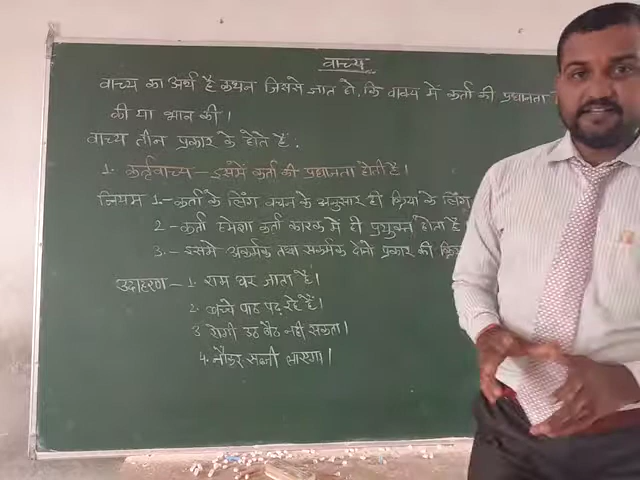 वाच्य
वाच्य का अर्थ है कथन जिससे ज्ञात हो, कि वाक्य में कर्ता की प्रधानता
की या भाव की।
वाच्य तीन प्रकार के होते हैं.
1. कर्तृवाच्य - इसमें कर्ता की प्रधानता होती है।
नियम 1.- कर्ता के लिंग वचन के अनुसार ही क्रिया के लिंग
2 - कर्ता हमेशा कर्ता कारक में ही प्रयुक्त होता है
3. - इसमें अकर्मक तथा सकर्मक दोनों प्रकार की
उदाहरण - 1. राम घर जाता है।
2. बच्चे पाठ पढ़ रहे हैं।
3 रोगी उठ बैठ नहीं सकता।
4. नौकर सब्जी लाएगा।